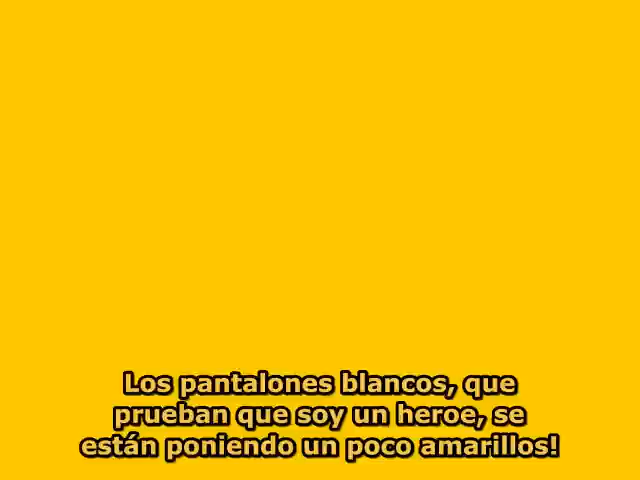 Los pantalones blancos, que
prueban que soy un heroe, se
están poniendo un poco amarillos!